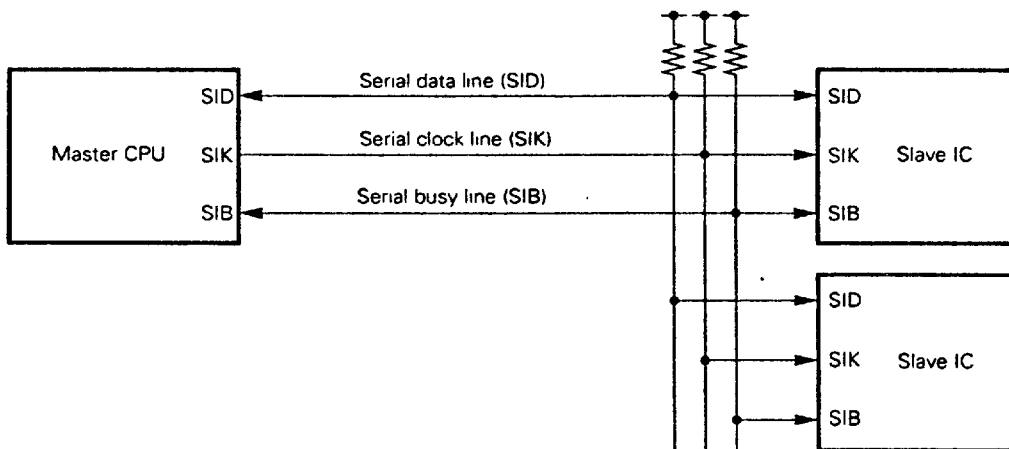 Serial data line (SID)
SID
SID
Master CPU
Serial clock line (SIK)
SIK
SIK
Slave IC
Serial busy line (SIB)
SIB
SIB
SID
SIK
Slave IC
SIB